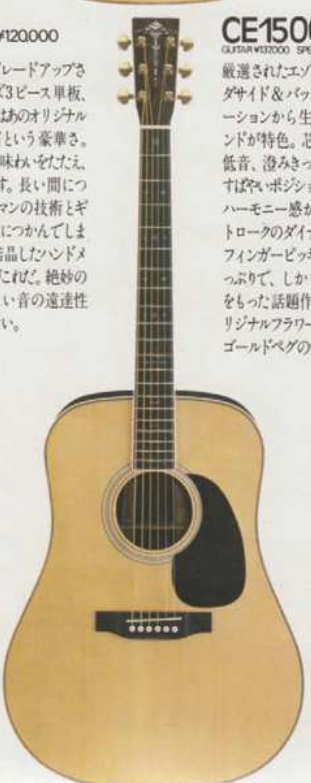 ¥120,000
レードアップさ
3ピース単板、
はあのオリジナル
という豪華さ。
味わいをたたえ、
す。長い間につ
マンの技術とギ
につかんでしま
結晶したハンドメ
これだ。絶妙の
い音の遠達性
い。
CE1500
GUITAR ¥137,000 SPE
厳選されたエゾ
ダサイド&バッ
ーションから生
ンドが特色。芯
低音、澄みきっ
すばやいポジショ
ハーモニー感が
トロークのダイナ
フィンガーピッキ
っぷりで、しか
をもった話題作
リジナルフラワー
ゴールドペグの